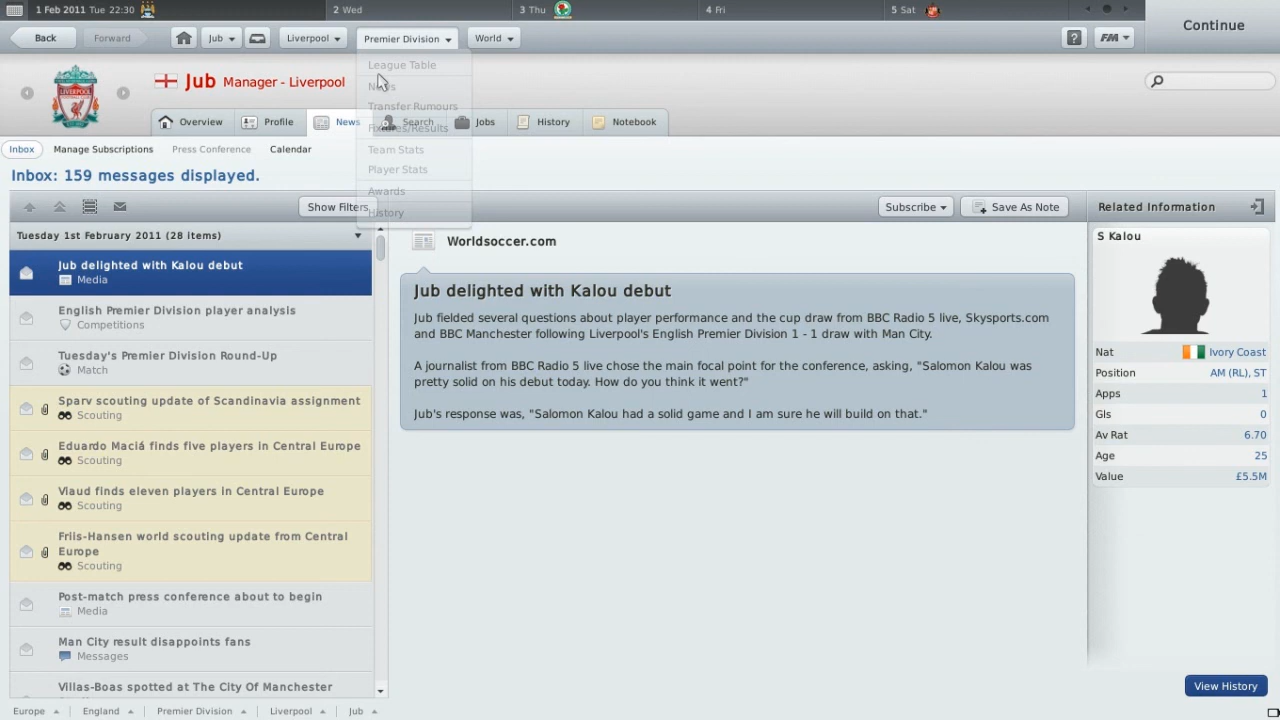 1 Feb 2011 Tue 22:30
2 Wed
3 Thu
4 Fri
5 Sat
Continue
Back
Forward
Jub
Liverpool
Premier Division
World
?
FM
League Table
News
Transfer Rumours
Fixtures/Results
Team Stats
Player Stats
Awards
History
LIVERPOOL
Jub Manager - Liverpool
Overview
Profile
News
Search
Jobs
History
Notebook
Inbox
Manage Subscriptions
Press Conference
Calendar
Inbox: 159 messages displayed.
Show Filters
Subscribe
Save As Note
Related Information
Tuesday 1st February 2011 (28 items)
Jub delighted with Kalou debut
Media
English Premier Division player analysis
Competitions
Tuesday's Premier Division Round-Up
Match
Sparv scouting update of Scandinavia assignment
Scouting
Eduardo Maciá finds five players in Central Europe
Scouting
Viaud finds eleven players in Central Europe
Scouting
Friis-Hansen world scouting update from Central
Europe
Scouting
Post-match press conference about to begin
Media
Man City result disappoints fans
Messages
Villas-Boas spotted at The City Of Manchester
Worldsoccer.com
Jub delighted with Kalou debut
Jub fielded several questions about player performance and the cup draw from BBC Radio 5 live, Skysports.com
and BBC Manchester following Liverpool's English Premier Division 1 - 1 draw with Man City.
A journalist from BBC Radio 5 live chose the main focal point for the conference, asking, "Salomon Kalou was
pretty solid on his debut today. How do you think it went?"
Jub's response was, "Salomon Kalou had a solid game and I am sure he will build on that."
S Kalou
Nat Ivory Coast
Position AM (RL), ST
Apps 1
Gls 0
Av Rat 6.70
Age 25
Value £5.5M
View History
Europe
England
Premier Division
Liverpool
Jub